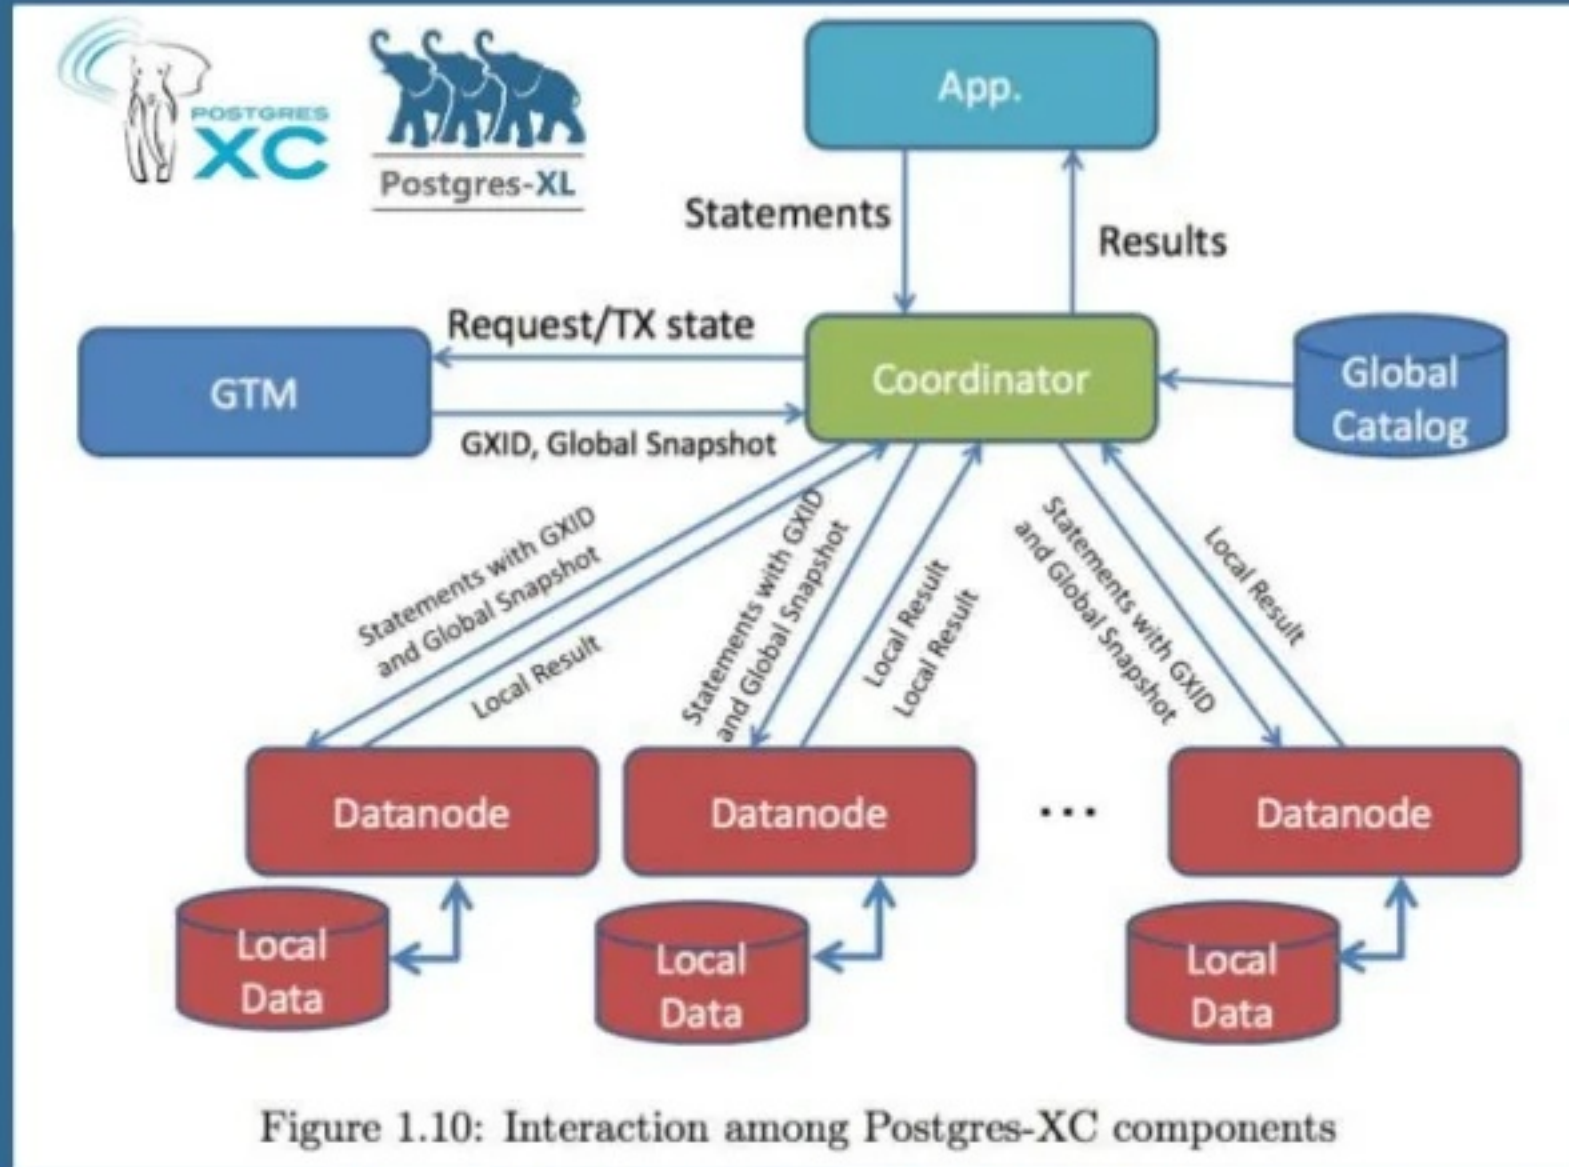 POSTGRES
XC
Postgres-XL
App.
Statements
Results
Request/TX state
GTM
Coordinator
Global
Catalog
GXID, Global Snapshot
Statements with GXID
and Global Snapshot
Local Result
Statements with GXID
and Global Snapshot
Local Result
Local Result
Statements with GXID
and Global Snapshot
Local Result
Datanode
Datanode
...
Datanode
Local
Data
Local
Data
Local
Data
Figure 1.10: Interaction among Postgres-XC components